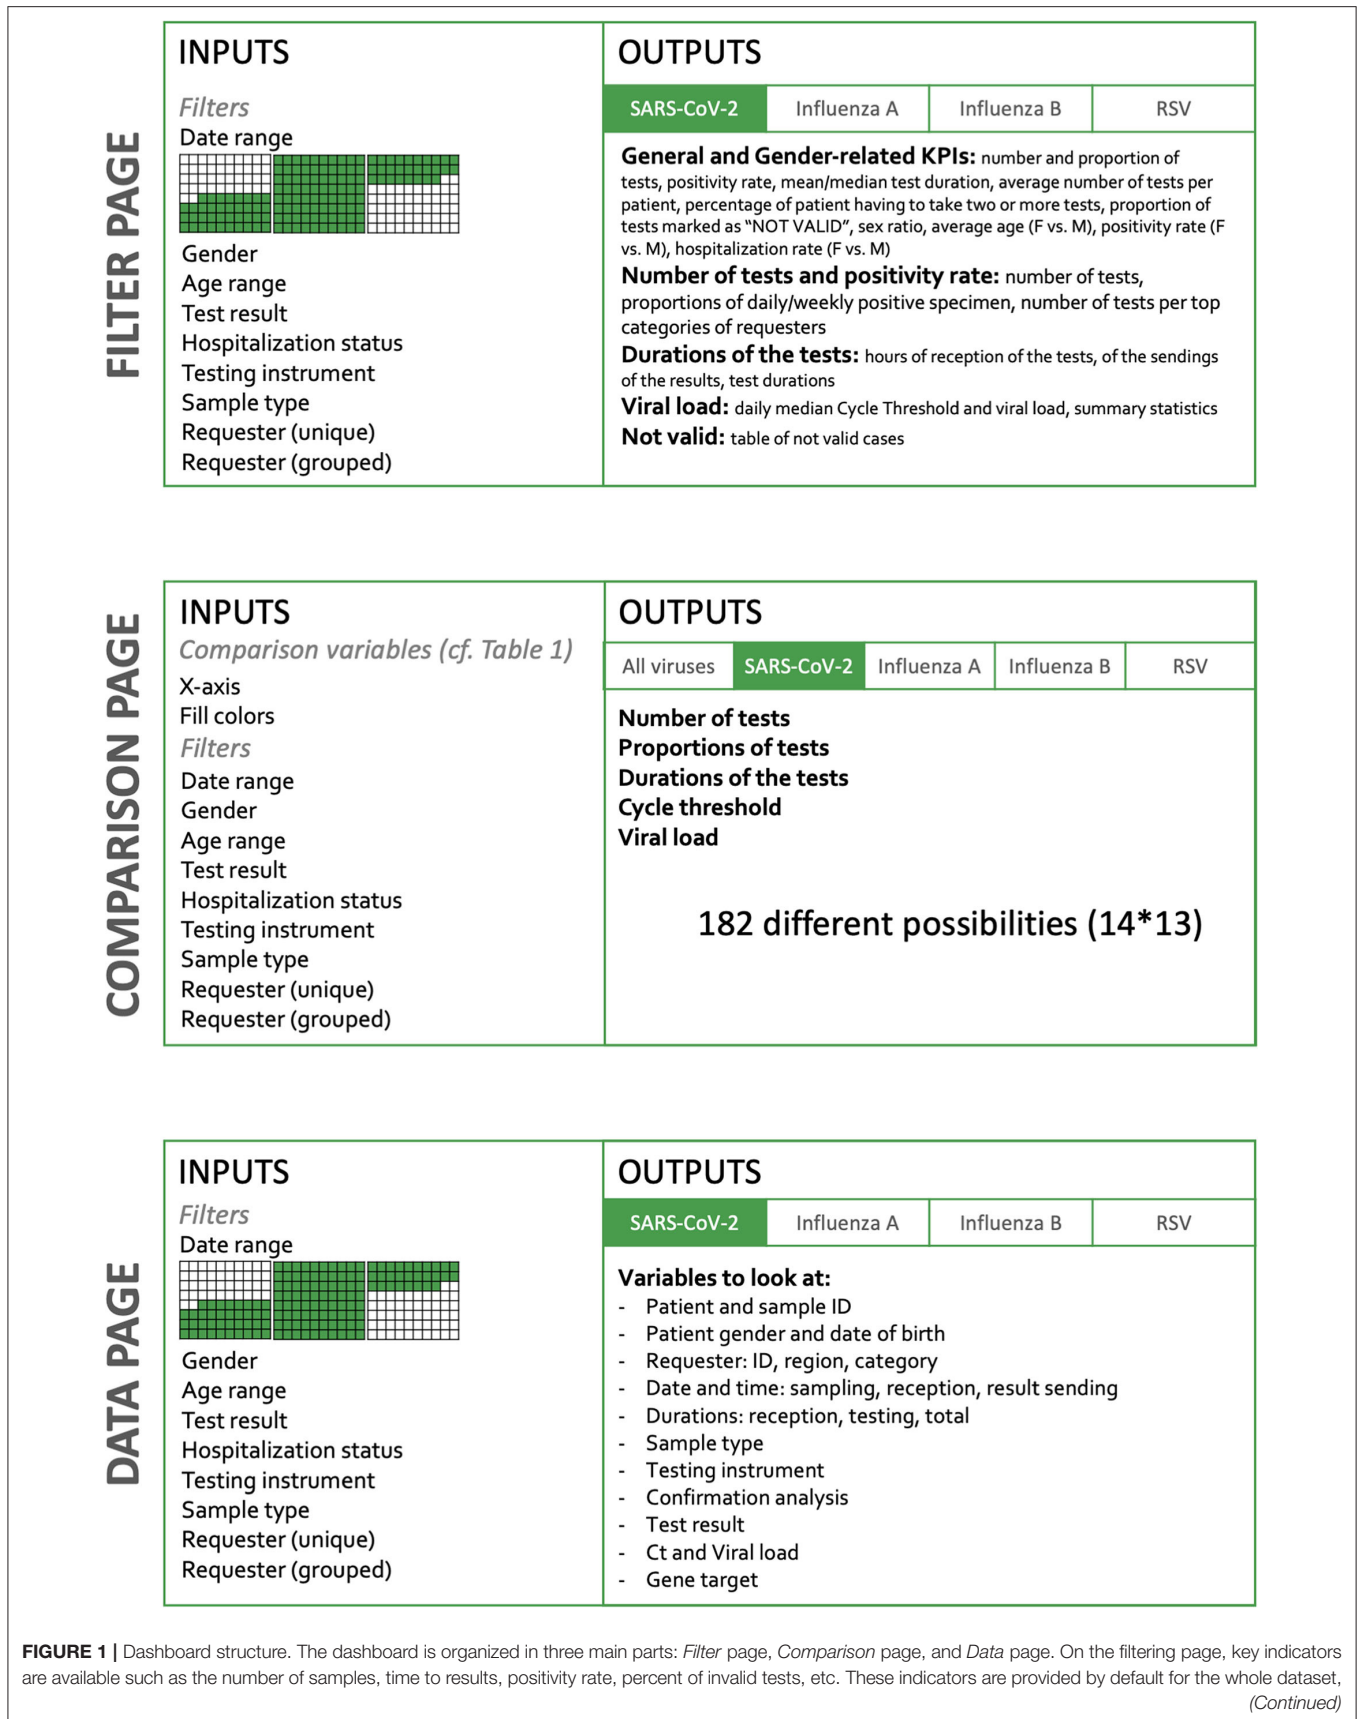 FILTER PAGE
INPUTS
Filters
Date range
Gender
Age range
Test result
Hospitalization status
Testing instrument
Sample type
Requester (unique)
Requester (grouped)
OUTPUTS
SARS-CoV-2 Influenza A Influenza B RSV
General and Gender-related KPIs: number and proportion of
tests, positivity rate, mean/median test duration, average number of tests per
patient, percentage of patient having to take two or more tests, proportion of
tests marked as “NOT VALID”, sex ratio, average age (F vs. M), positivity rate (F
vs. M), hospitalization rate (F vs. M)
Number of tests and positivity rate: number of tests,
proportions of daily/weekly positive specimen, number of tests per top
categories of requesters
Durations of the tests: hours of reception of the tests, of the sendings
of the results, test durations
Viral load: daily median Cycle Threshold and viral load, summary statistics
Not valid: table of not valid cases
COMPARISON PAGE
INPUTS
Comparison variables (cf. Table 1)
X-axis
Fill colors
Filters
Date range
Gender
Age range
Test result
Hospitalization status
Testing instrument
Sample type
Requester (unique)
Requester (grouped)
OUTPUTS
All viruses SARS-CoV-2 Influenza A Influenza B RSV
Number of tests
Proportions of tests
Durations of the tests
Cycle threshold
Viral load
182 different possibilities (14*13)
DATA PAGE
INPUTS
Filters
Date range
Gender
Age range
Test result
Hospitalization status
Testing instrument
Sample type
Requester (unique)
Requester (grouped)
OUTPUTS
SARS-CoV-2 Influenza A Influenza B RSV
Variables to look at:
- Patient and sample ID
- Patient gender and date of birth
- Requester: ID, region, category
- Date and time: sampling, reception, result sending
- Durations: reception, testing, total
- Sample type
- Testing instrument
- Confirmation analysis
- Test result
- Ct and Viral load
- Gene target
FIGURE 1 | Dashboard structure. The dashboard is organized in three main parts: Filter page, Comparison page, and Data page. On the filtering page, key indicators
are available such as the number of samples, time to results, positivity rate, percent of invalid tests, etc. These indicators are provided by default for the whole dataset,
(Continued)